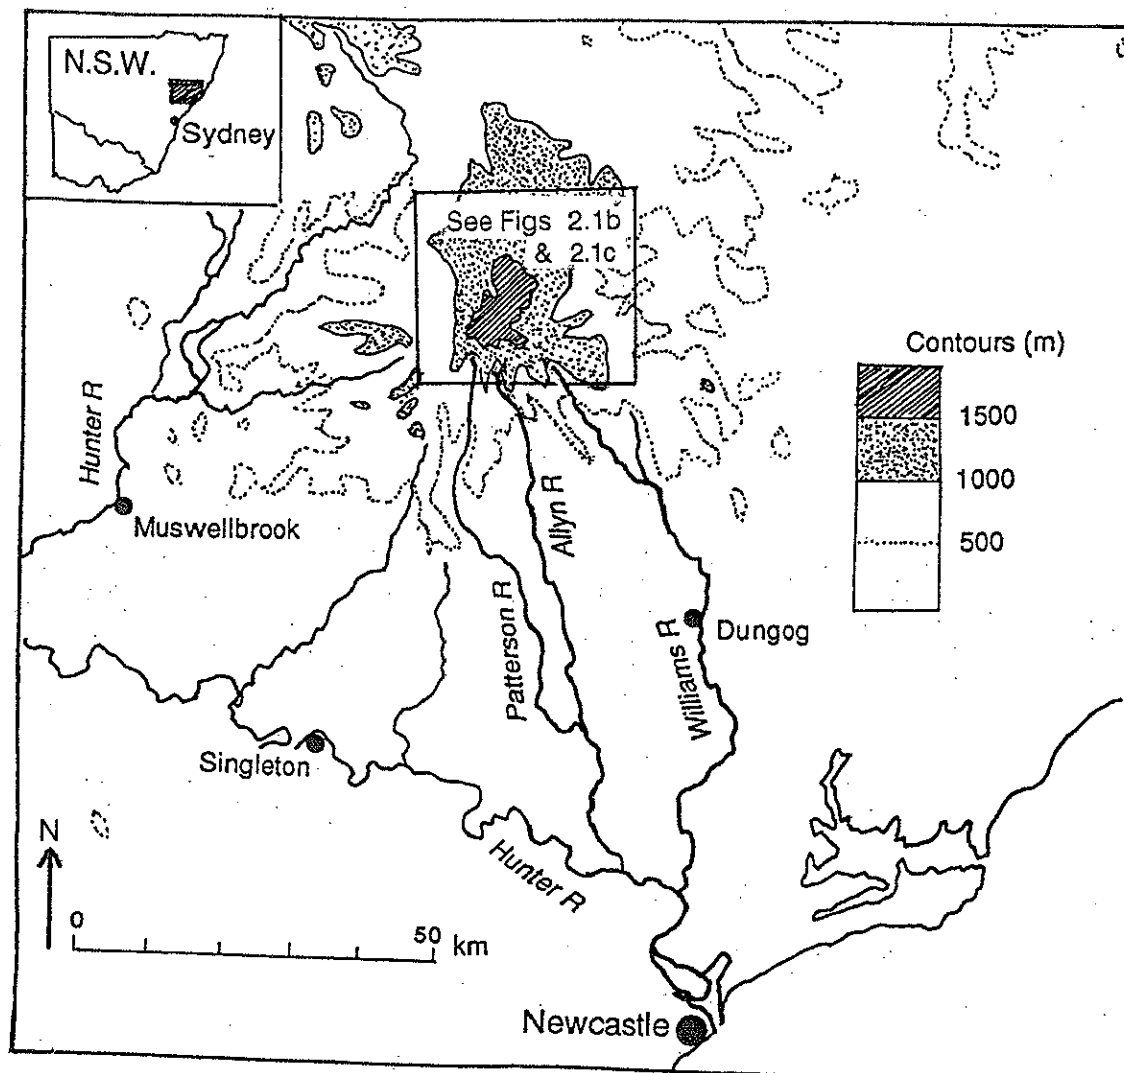 N.S.W.
Sydney
See Figs 2.1b
& 2.1c
Contours (m)
1500
1000
500
Hunter R
Muswellbrook
Allyn R
Patterson R
Williams R
Dungog
Singleton
Hunter R
N
0
50 km
Newcastle